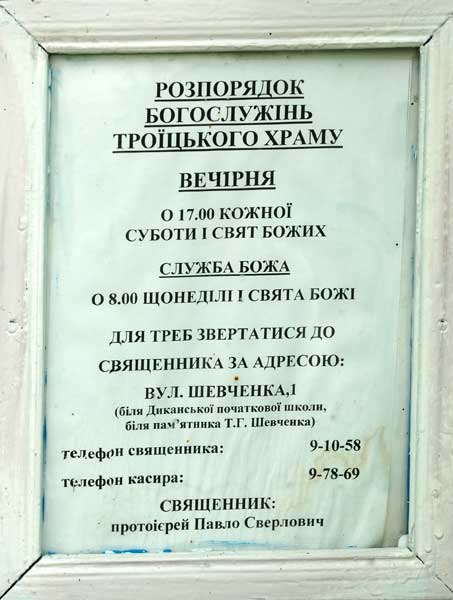 РОЗПОРЯДОК
БОГОСЛУЖІНЬ
ТРОЇЦЬКОГО ХРАМУ
ВЕЧІРНЯ
О 17.00 КОЖНОЇ
СУБОТИ І СВЯТ БОЖИХ
СЛУЖБА БОЖА
О 8.00 ЩОНЕДІЛІ І СВЯТА БОЖІ
ДЛЯ ТРЕБ ЗВЕРТАТИСЯ ДО
СВЯЩЕННИКА ЗА АДРЕСОЮ:
ВУЛ. ШЕВЧЕНКА,1
(біля Диканської початкової школи,
біля пам'ятника Т.Г. Шевченка)
телефон священника: 9-10-58
телефон касира: 9-78-69
СВЯЩЕННИК:
протоієрей Павло Сверлович